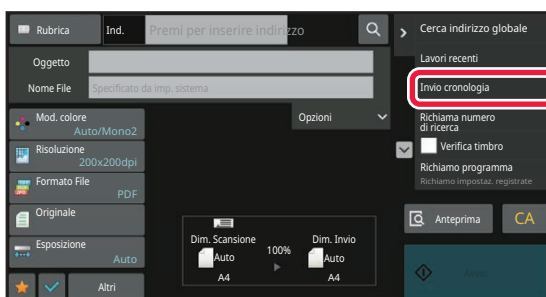 Rubrica
Ind.
Premi per inserire indirizzo
Oggetto
Nome File
Specificato da imp. sistema
Mod. colore
Auto/Mono2
Risoluzione
200x200dpi
Formato File
PDF
Originale
Esposizione
Auto
Altri
Opzioni
Dim. Scansione
Auto
A4
100%
Dim. Invio
Auto
A4
Cerca indirizzo globale
Lavori recenti
Invio cronologia
Richiama numero
di ricerca
Verifica timbro
Richiamo programma
Richiamo impostaz. registrate
Anteprima
CA
Avvio